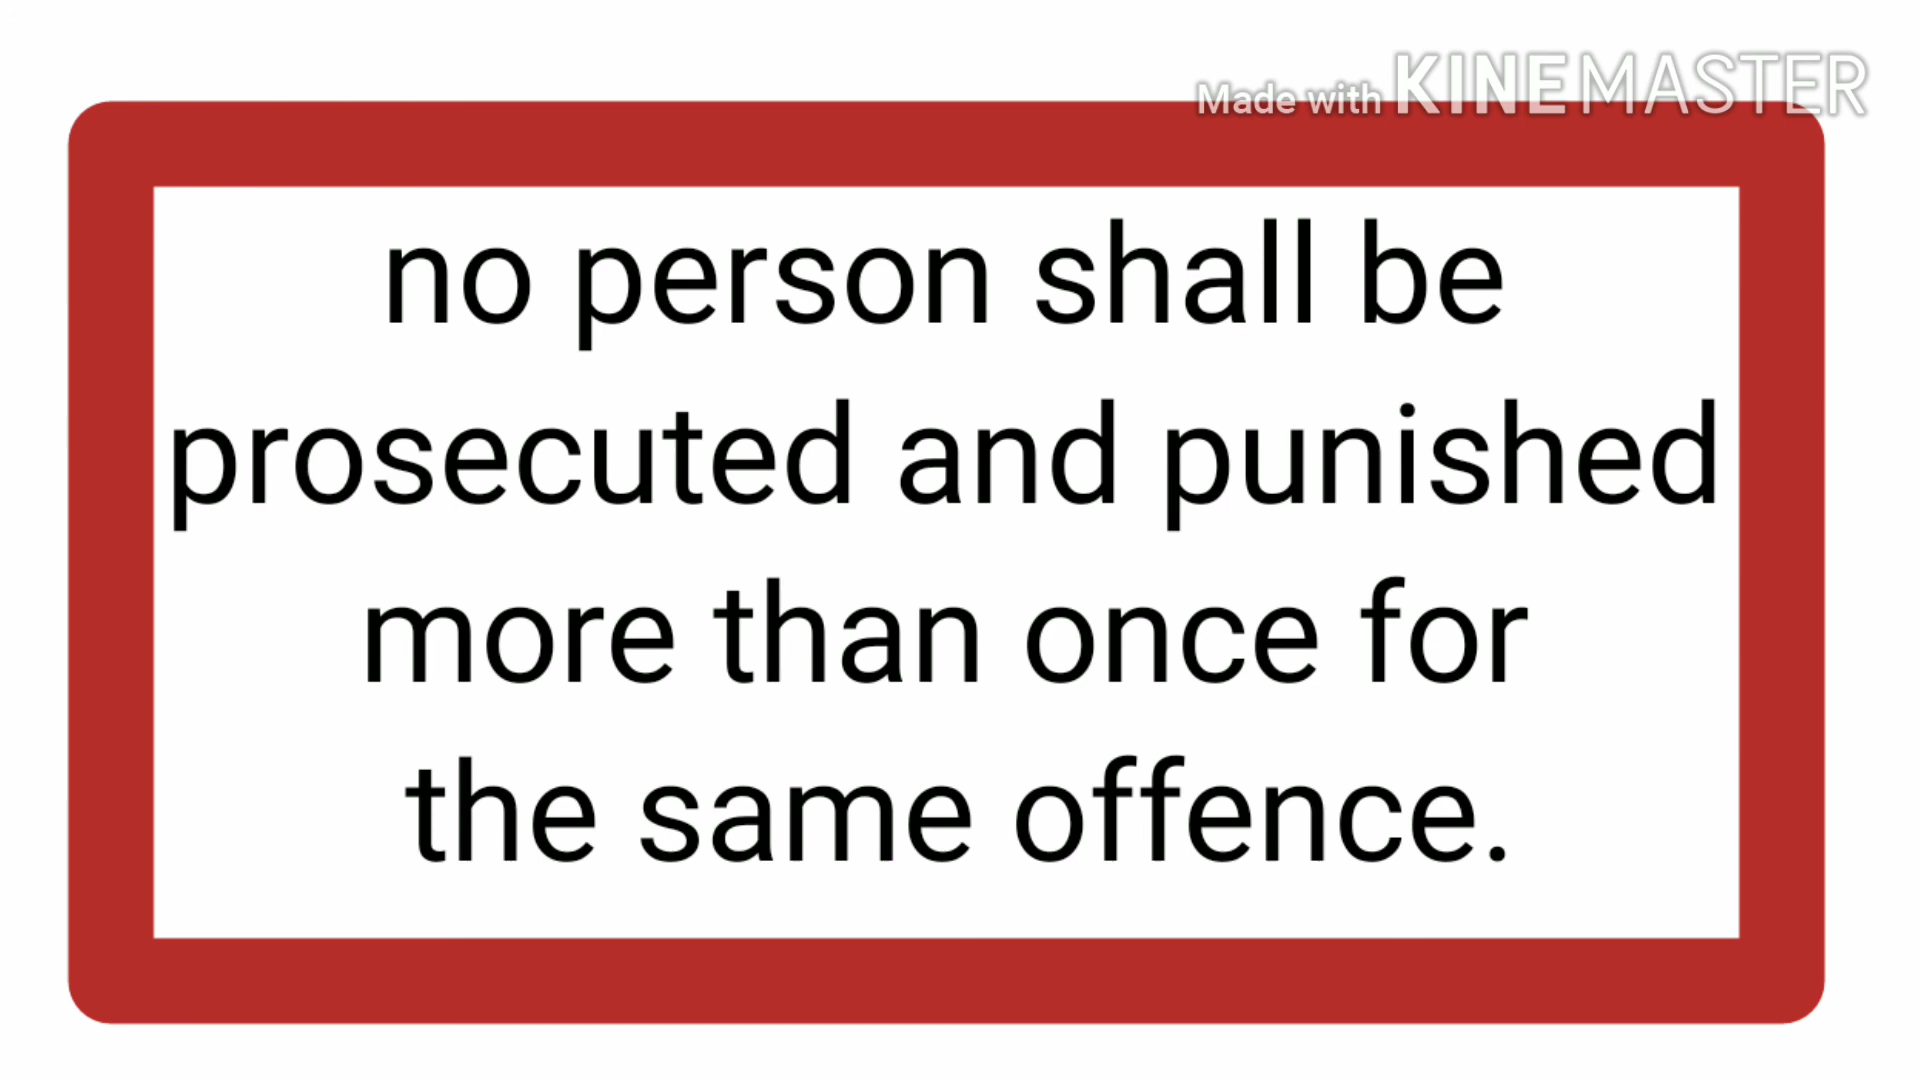 Made with KINEMASTER
no person shall be
prosecuted and punished
more than once for
the same offence.